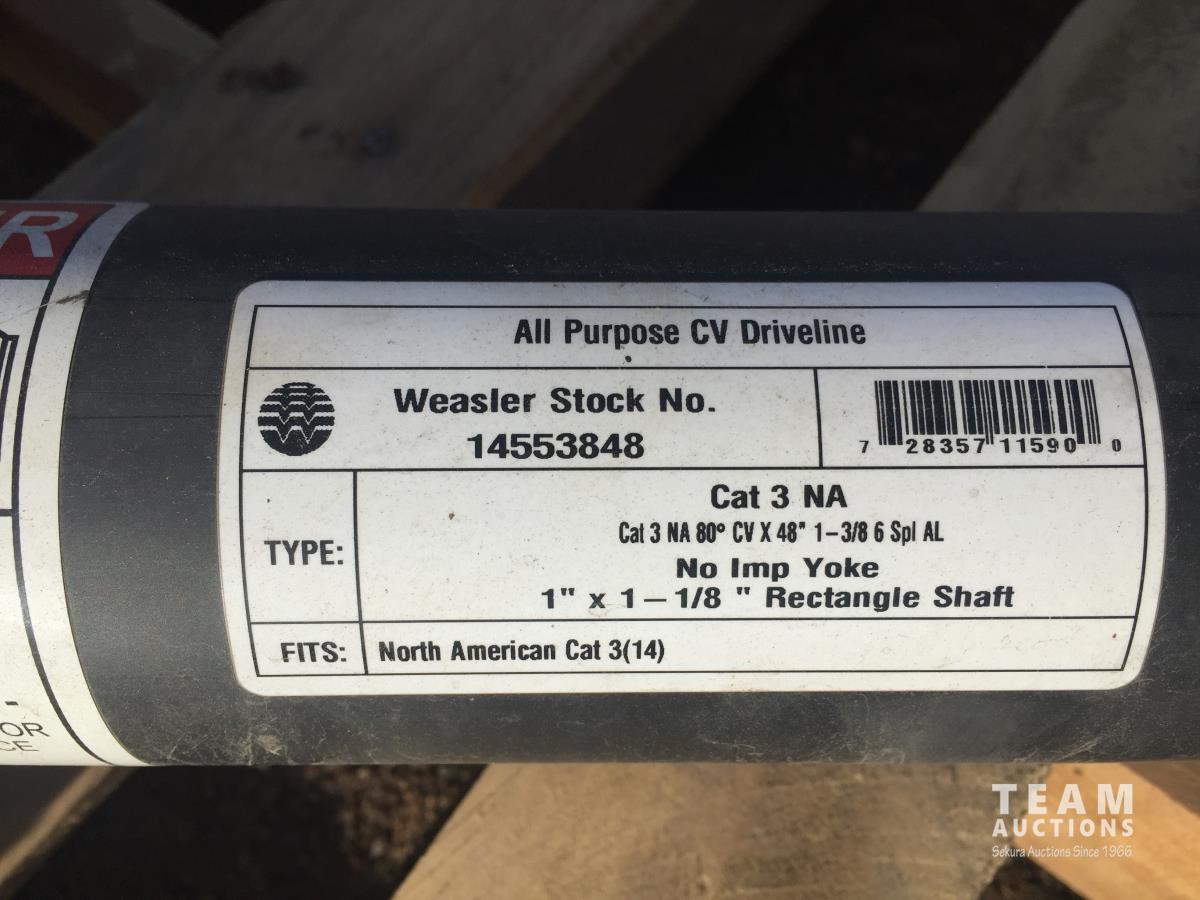 All Purpose CV Driveline
Weasler Stock No.
14553848
7 28357 11590 0
TYPE:
Cat 3 NA
Cat 3 NA 80° CV X 48" 1-3/8 6 Spl AL
No Imp Yoke
1" x 1-1/8 " Rectangle Shaft
FITS:
North American Cat 3(14)
TEAM
AUCTIONS
Sekura Auctions Since 1966